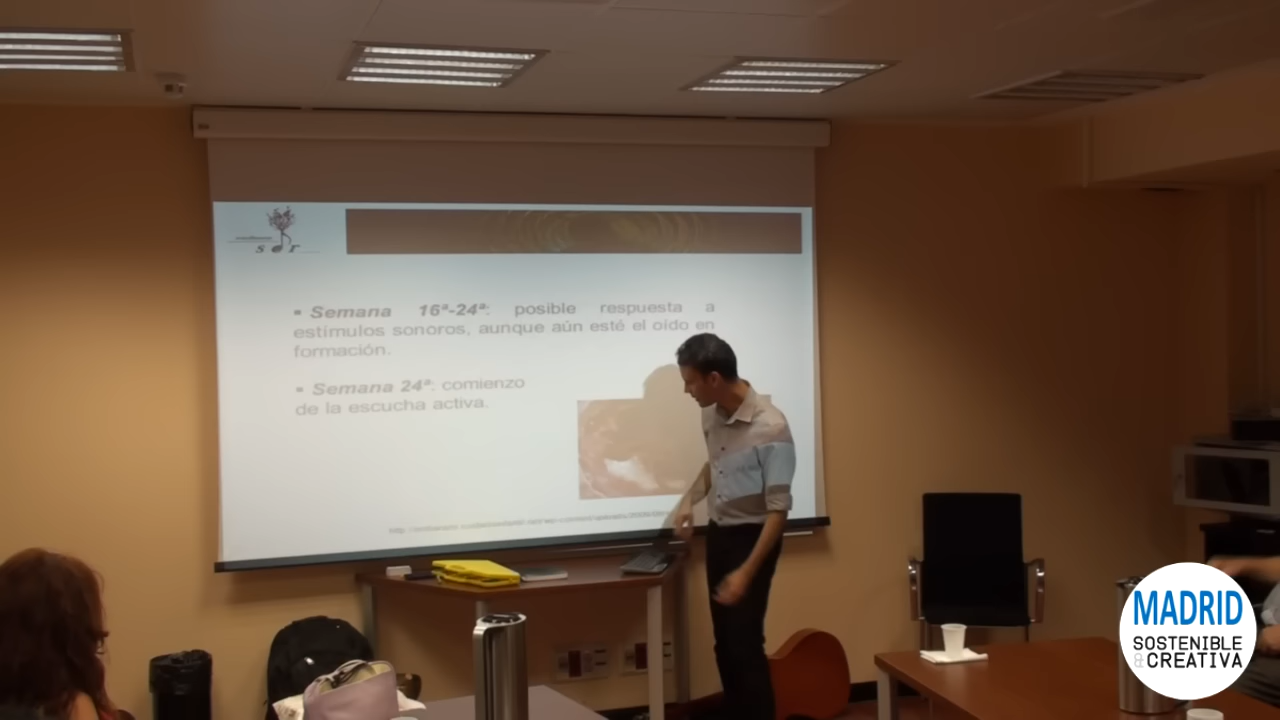 sor
▪ Semana 16ª-24ª: posible respuesta a
estímulos sonoros, aunque aún esté el oído en
formación.
▪ Semana 24ª: comienzo
de la escucha activa.
MADRID
SOSTENIBLE
& CREATIVA